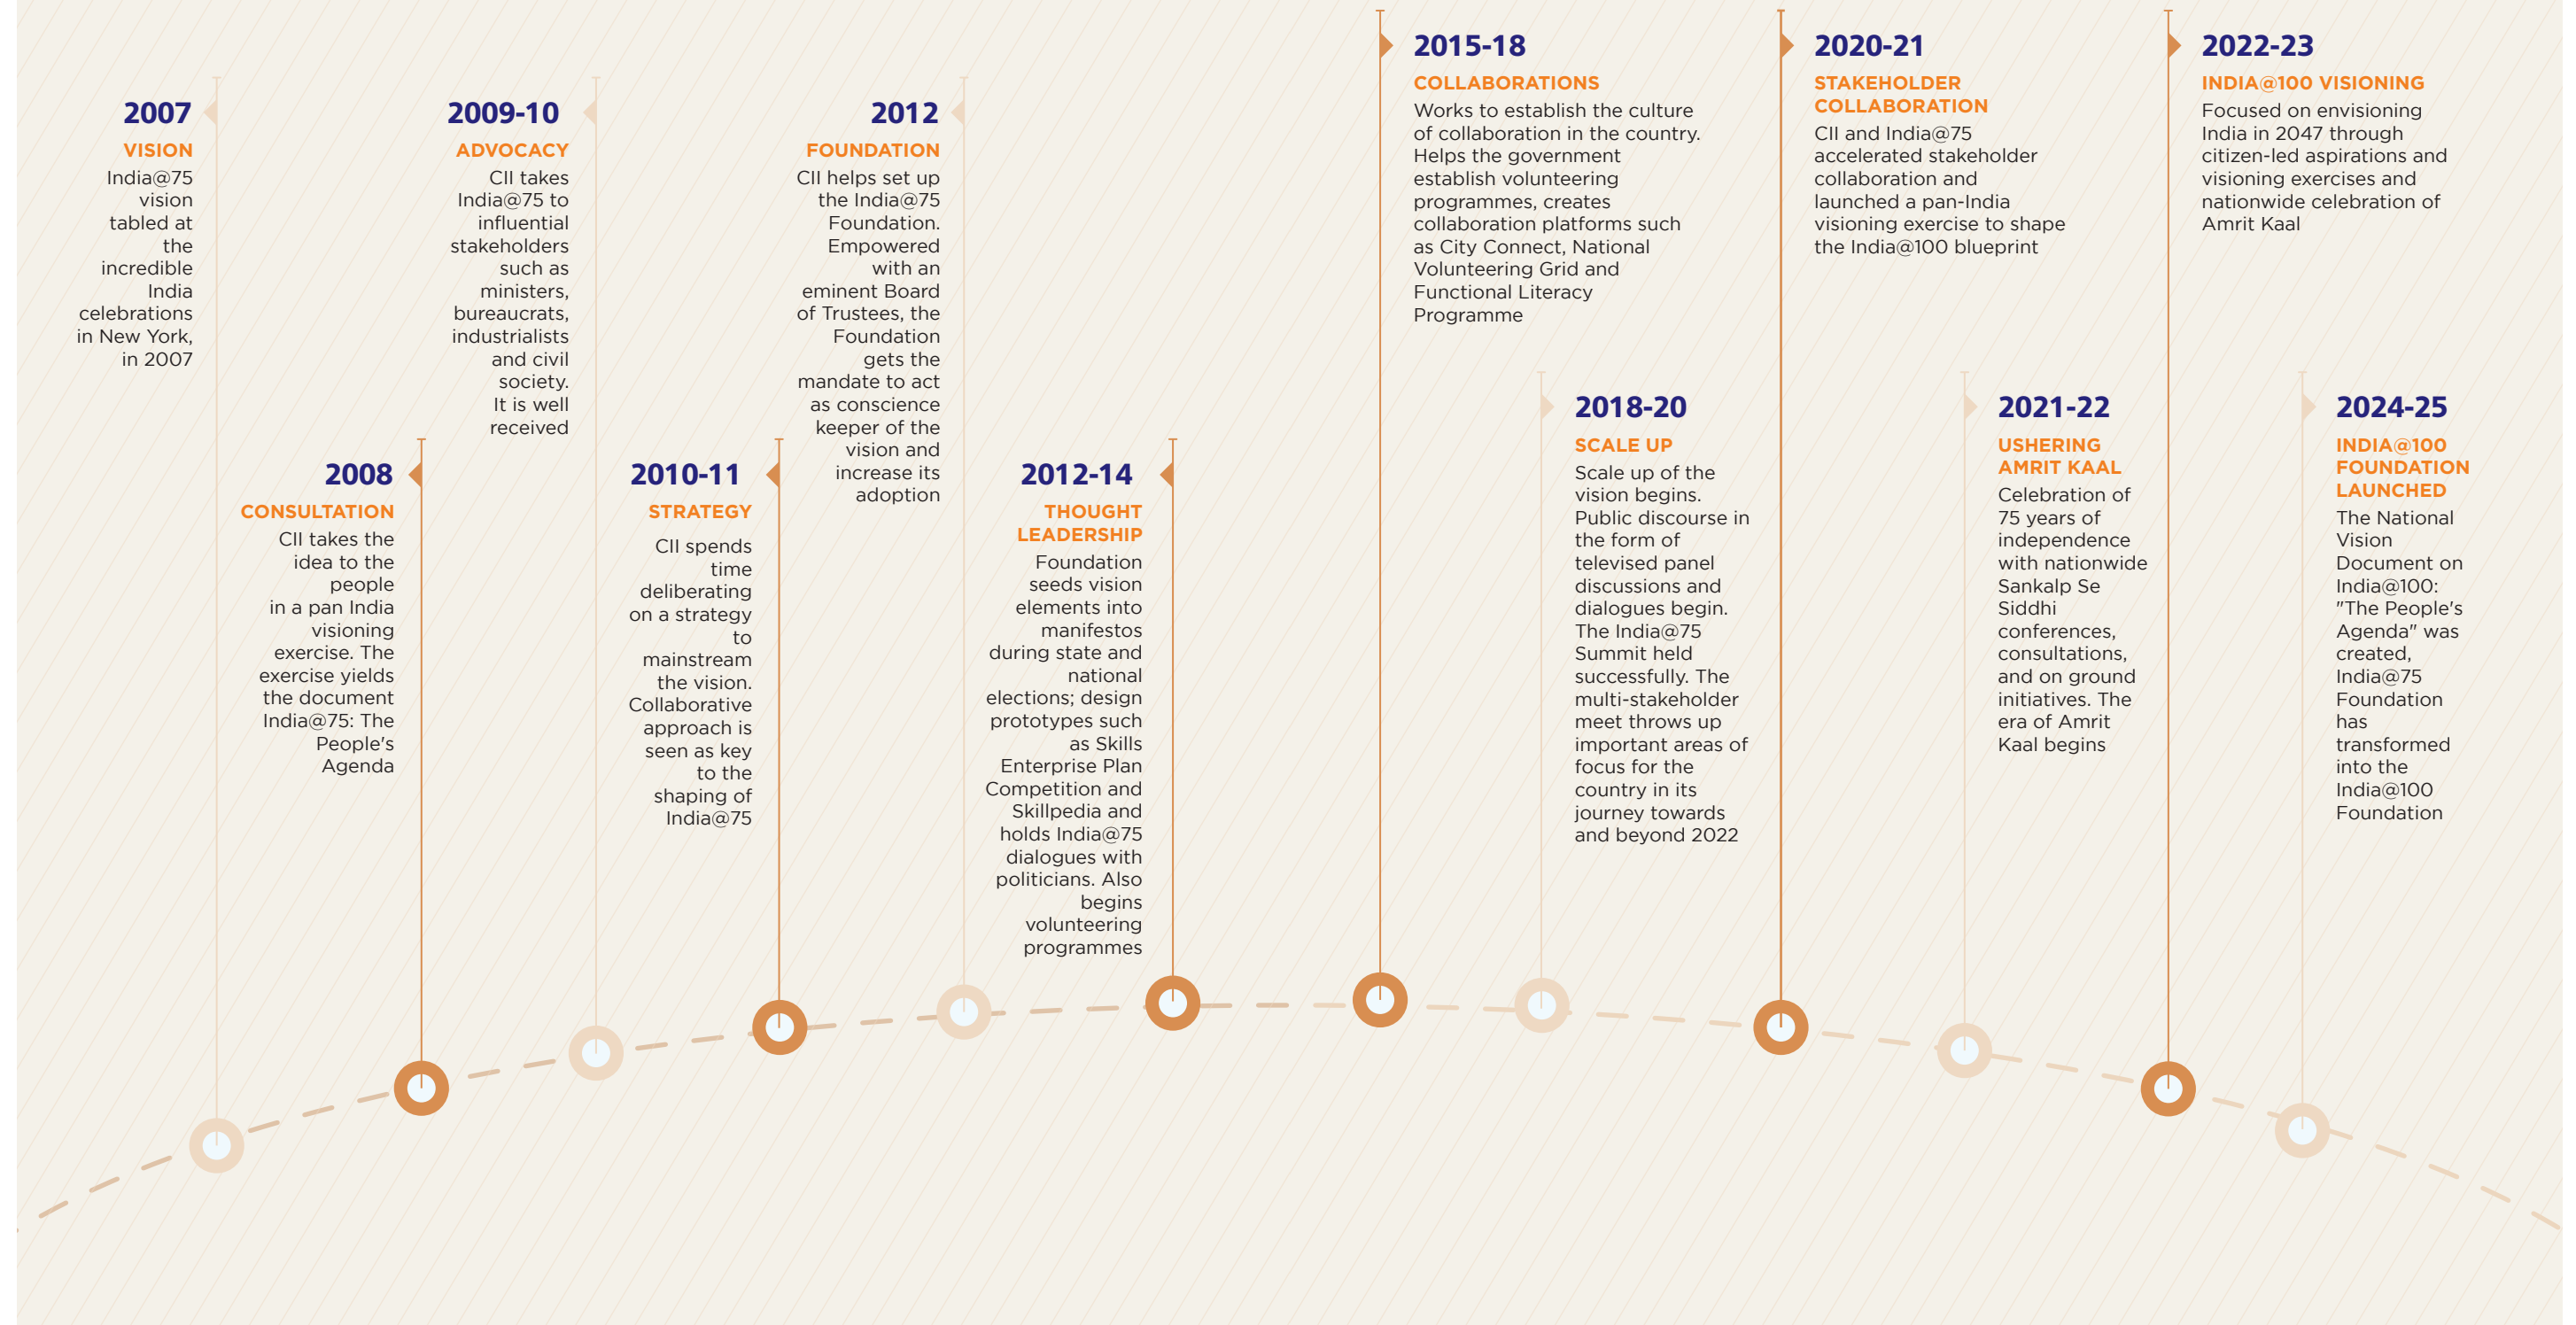 2007
VISION
India@75
vision
tabled at
the
incredible
India
celebrations
in New York,
in 2007
2008
CONSULTATION
CII takes the
idea to the
people
in a pan India
visioning
exercise. The
exercise yields
the document
India@75: The
People's
Agenda
2009-10
ADVOCACY
CII takes
India@75 to
influential
stakeholders
such as
ministers,
bureaucrats,
industrialists
and civil
society.
It is well
received
2010-11
STRATEGY
CII spends
time
deliberating
on a strategy
to
mainstream
the vision.
Collaborative
approach is
seen as key
to the
shaping of
India@75
2012
FOUNDATION
CII helps set up
the India@75
Foundation.
Empowered
with an
eminent Board
of Trustees, the
Foundation
gets the
mandate to act
as conscience
keeper of the
vision and
increase its
adoption
2012-14
THOUGHT
LEADERSHIP
Foundation
seeds vision
elements into
manifestos
during state and
national
elections; design
prototypes such
as Skills
Enterprise Plan
Competition and
Skillpedia and
holds India@75
dialogues with
politicians. Also
begins
volunteering
programmes
2015-18
COLLABORATIONS
Works to establish the culture
of collaboration in the country.
Helps the government
establish volunteering
programmes, creates
collaboration platforms such
as City Connect, National
Volunteering Grid and
Functional Literacy
Programme
2018-20
SCALE UP
Scale up of the
vision begins.
Public discourse in
the form of
televised panel
discussions and
dialogues begin.
The India@75
Summit held
successfully. The
multi-stakeholder
meet throws up
important areas of
focus for the
country in its
journey towards
and beyond 2022
2020-21
STAKEHOLDER
COLLABORATION
CII and India@75
accelerated stakeholder
collaboration and
launched a pan-India
visioning exercise to shape
the India@100 blueprint
2021-22
USHERING
AMRIT KAAL
Celebration of
75 years of
independence
with nationwide
Sankalp Se
Siddhi
conferences,
consultations,
and on ground
initiatives. The
era of Amrit
Kaal begins
2022-23
INDIA@100 VISIONING
Focused on envisioning
India in 2047 through
citizen-led aspirations and
visioning exercises and
nationwide celebration of
Amrit Kaal
2024-25
INDIA@100
FOUNDATION
LAUNCHED
The National
Vision
Document on
India@100:
"The People's
Agenda" was
created,
India@75
Foundation
has
transformed
into the
India@100
Foundation